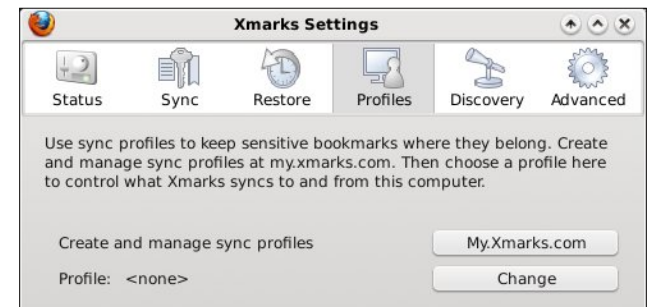 Xmarks Settings
Status Sync Restore Profiles Discovery Advanced
Use sync profiles to keep sensitive bookmarks where they belong. Create
and manage sync profiles at my.xmarks.com. Then choose a profile here
to control what Xmarks syncs to and from this computer.
Create and manage sync profiles My.Xmarks.com
Profile: <none> Change